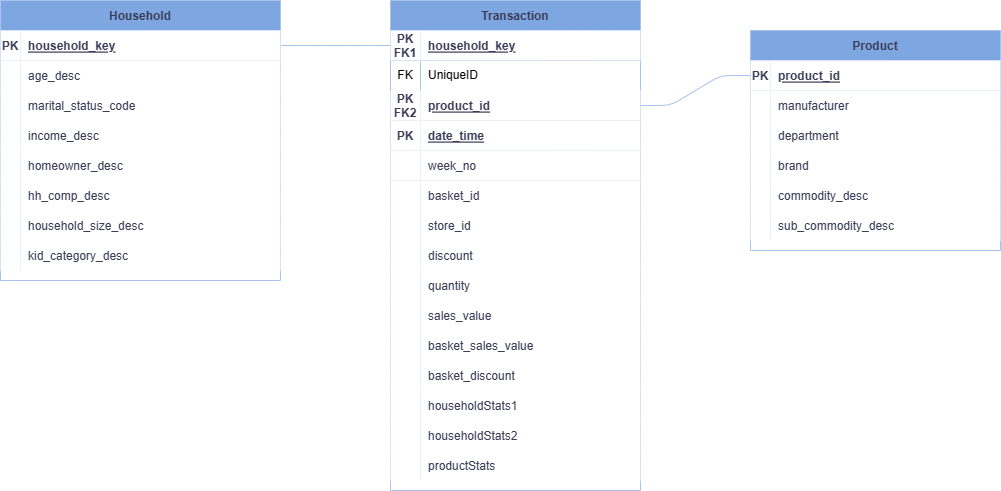 Household
PK household_key
age_desc
marital_status_code
income_desc
homeowner_desc
hh_comp_desc
household_size_desc
kid_category_desc
Transaction
PK
FK1 household_key
FK UniqueID
PK
FK2 product_id
PK date_time
week_no
basket_id
store_id
discount
quantity
sales_value
basket_sales_value
basket_discount
householdStats1
householdStats2
productStats
Product
PK product_id
manufacturer
department
brand
commodity_desc
sub_commodity_desc